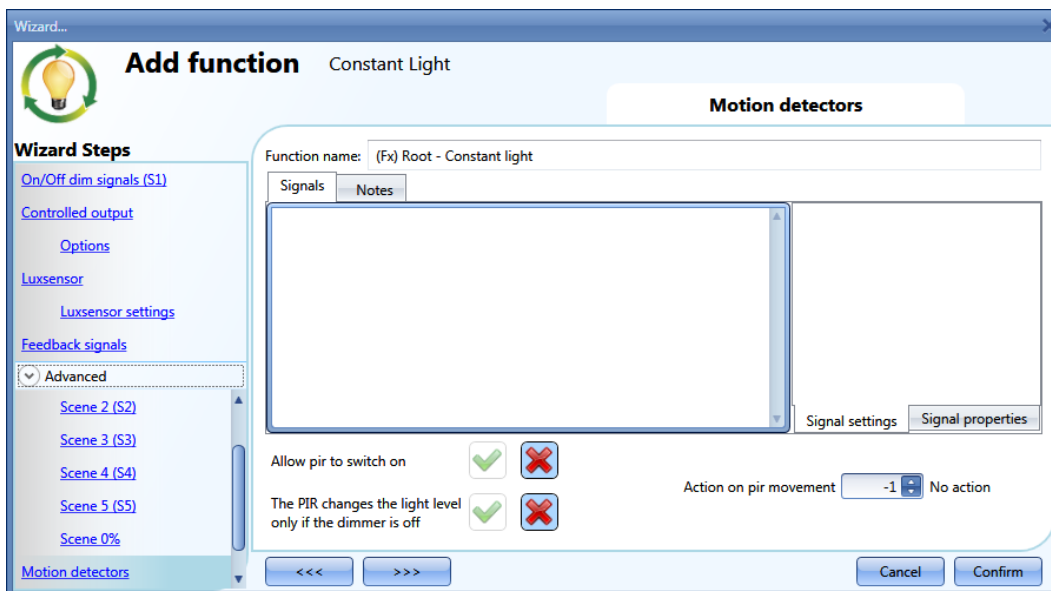 Wizard...
Add function Constant Light
Motion detectors
Wizard Steps
On/Off dim signals (S1)
Controlled output
Options
Luxsensor
Luxsensor settings
Feedback signals
Advanced
Scene 2 (S2)
Scene 3 (S3)
Scene 4 (S4)
Scene 5 (S5)
Scene 0%
Motion detectors
Function name: (Fx) Root - Constant light
Signals Notes
Signal settings Signal properties
Allow pir to switch on
The PIR changes the light level
only if the dimmer is off
Action on pir movement -1 No action
<<< >>> Cancel Confirm